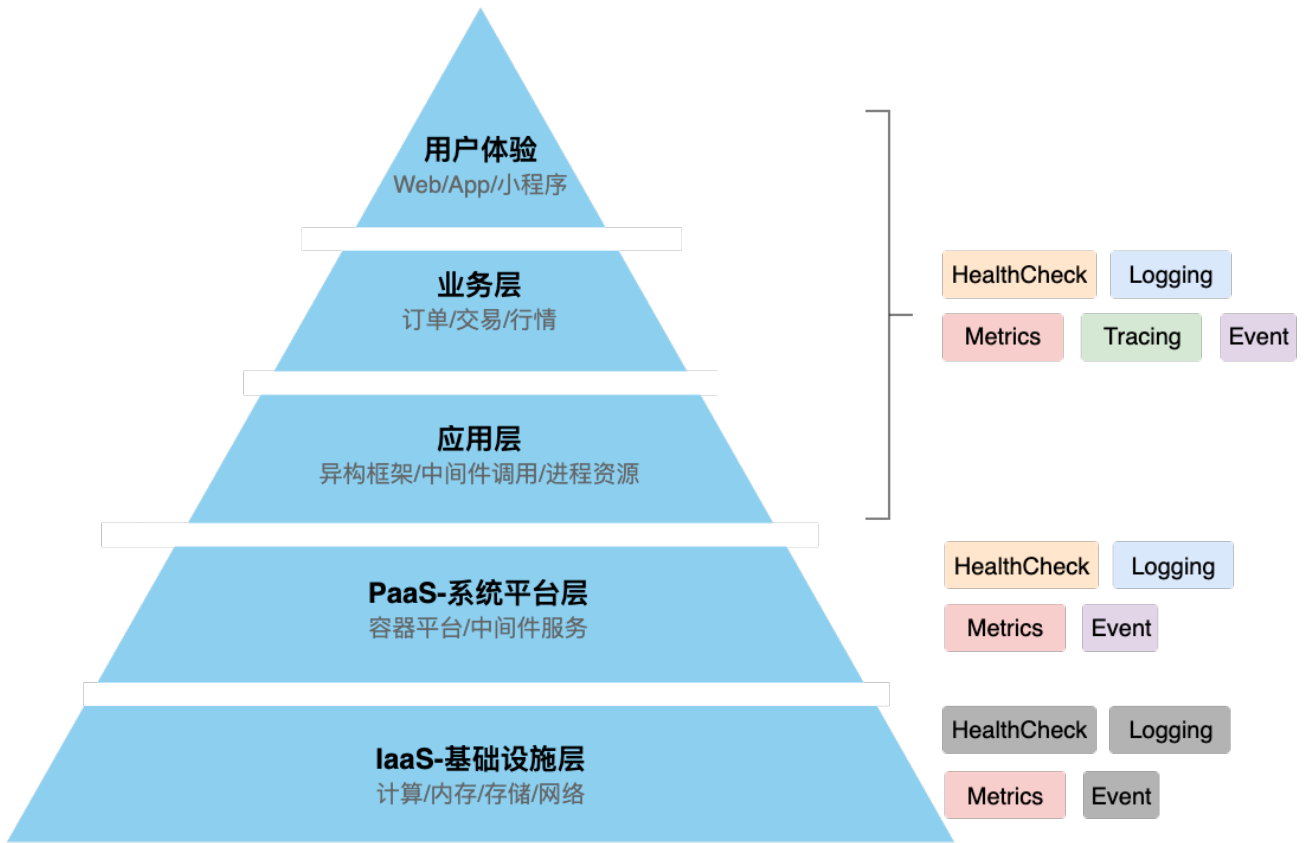 用户体验
Web/App/小程序
业务层
订单/交易/行情
应用层
异构框架/中间件调用/进程资源
HealthCheck Logging
Metrics Tracing Event
PaaS-系统平台层
容器平台/中间件服务
HealthCheck Logging
Metrics Event
IaaS-基础设施层
计算/内存/存储/网络
HealthCheck Logging
Metrics Event